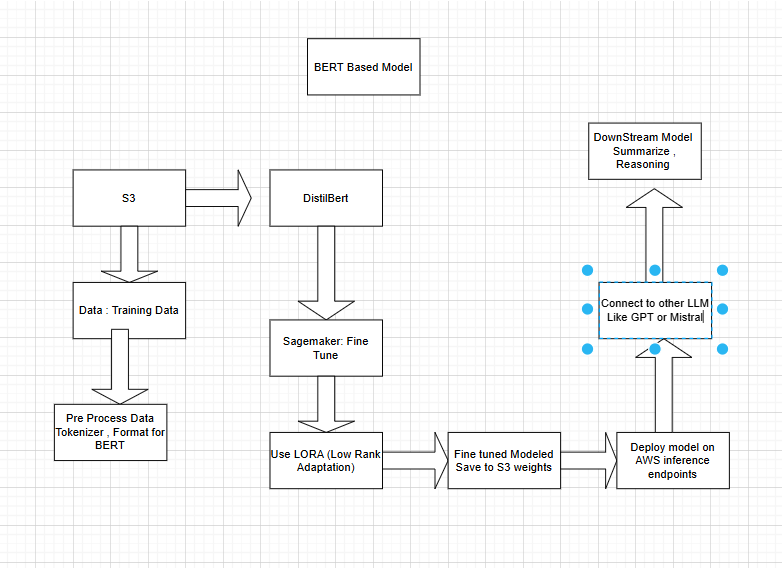 BERT Based Model
DownStream Model
Summarize ,
Reasoning
S3
DistilBert
Data : Training Data
Connect to other LLM
Like GPT or Mistral
Sagemaker: Fine
Tune
Pre Process Data
Tokenizer , Format for
BERT
Use LORA (Low Rank
Adaptation)
Fine tuned Modeled
Save to S3 weights
Deploy model on
AWS inference
endpoints